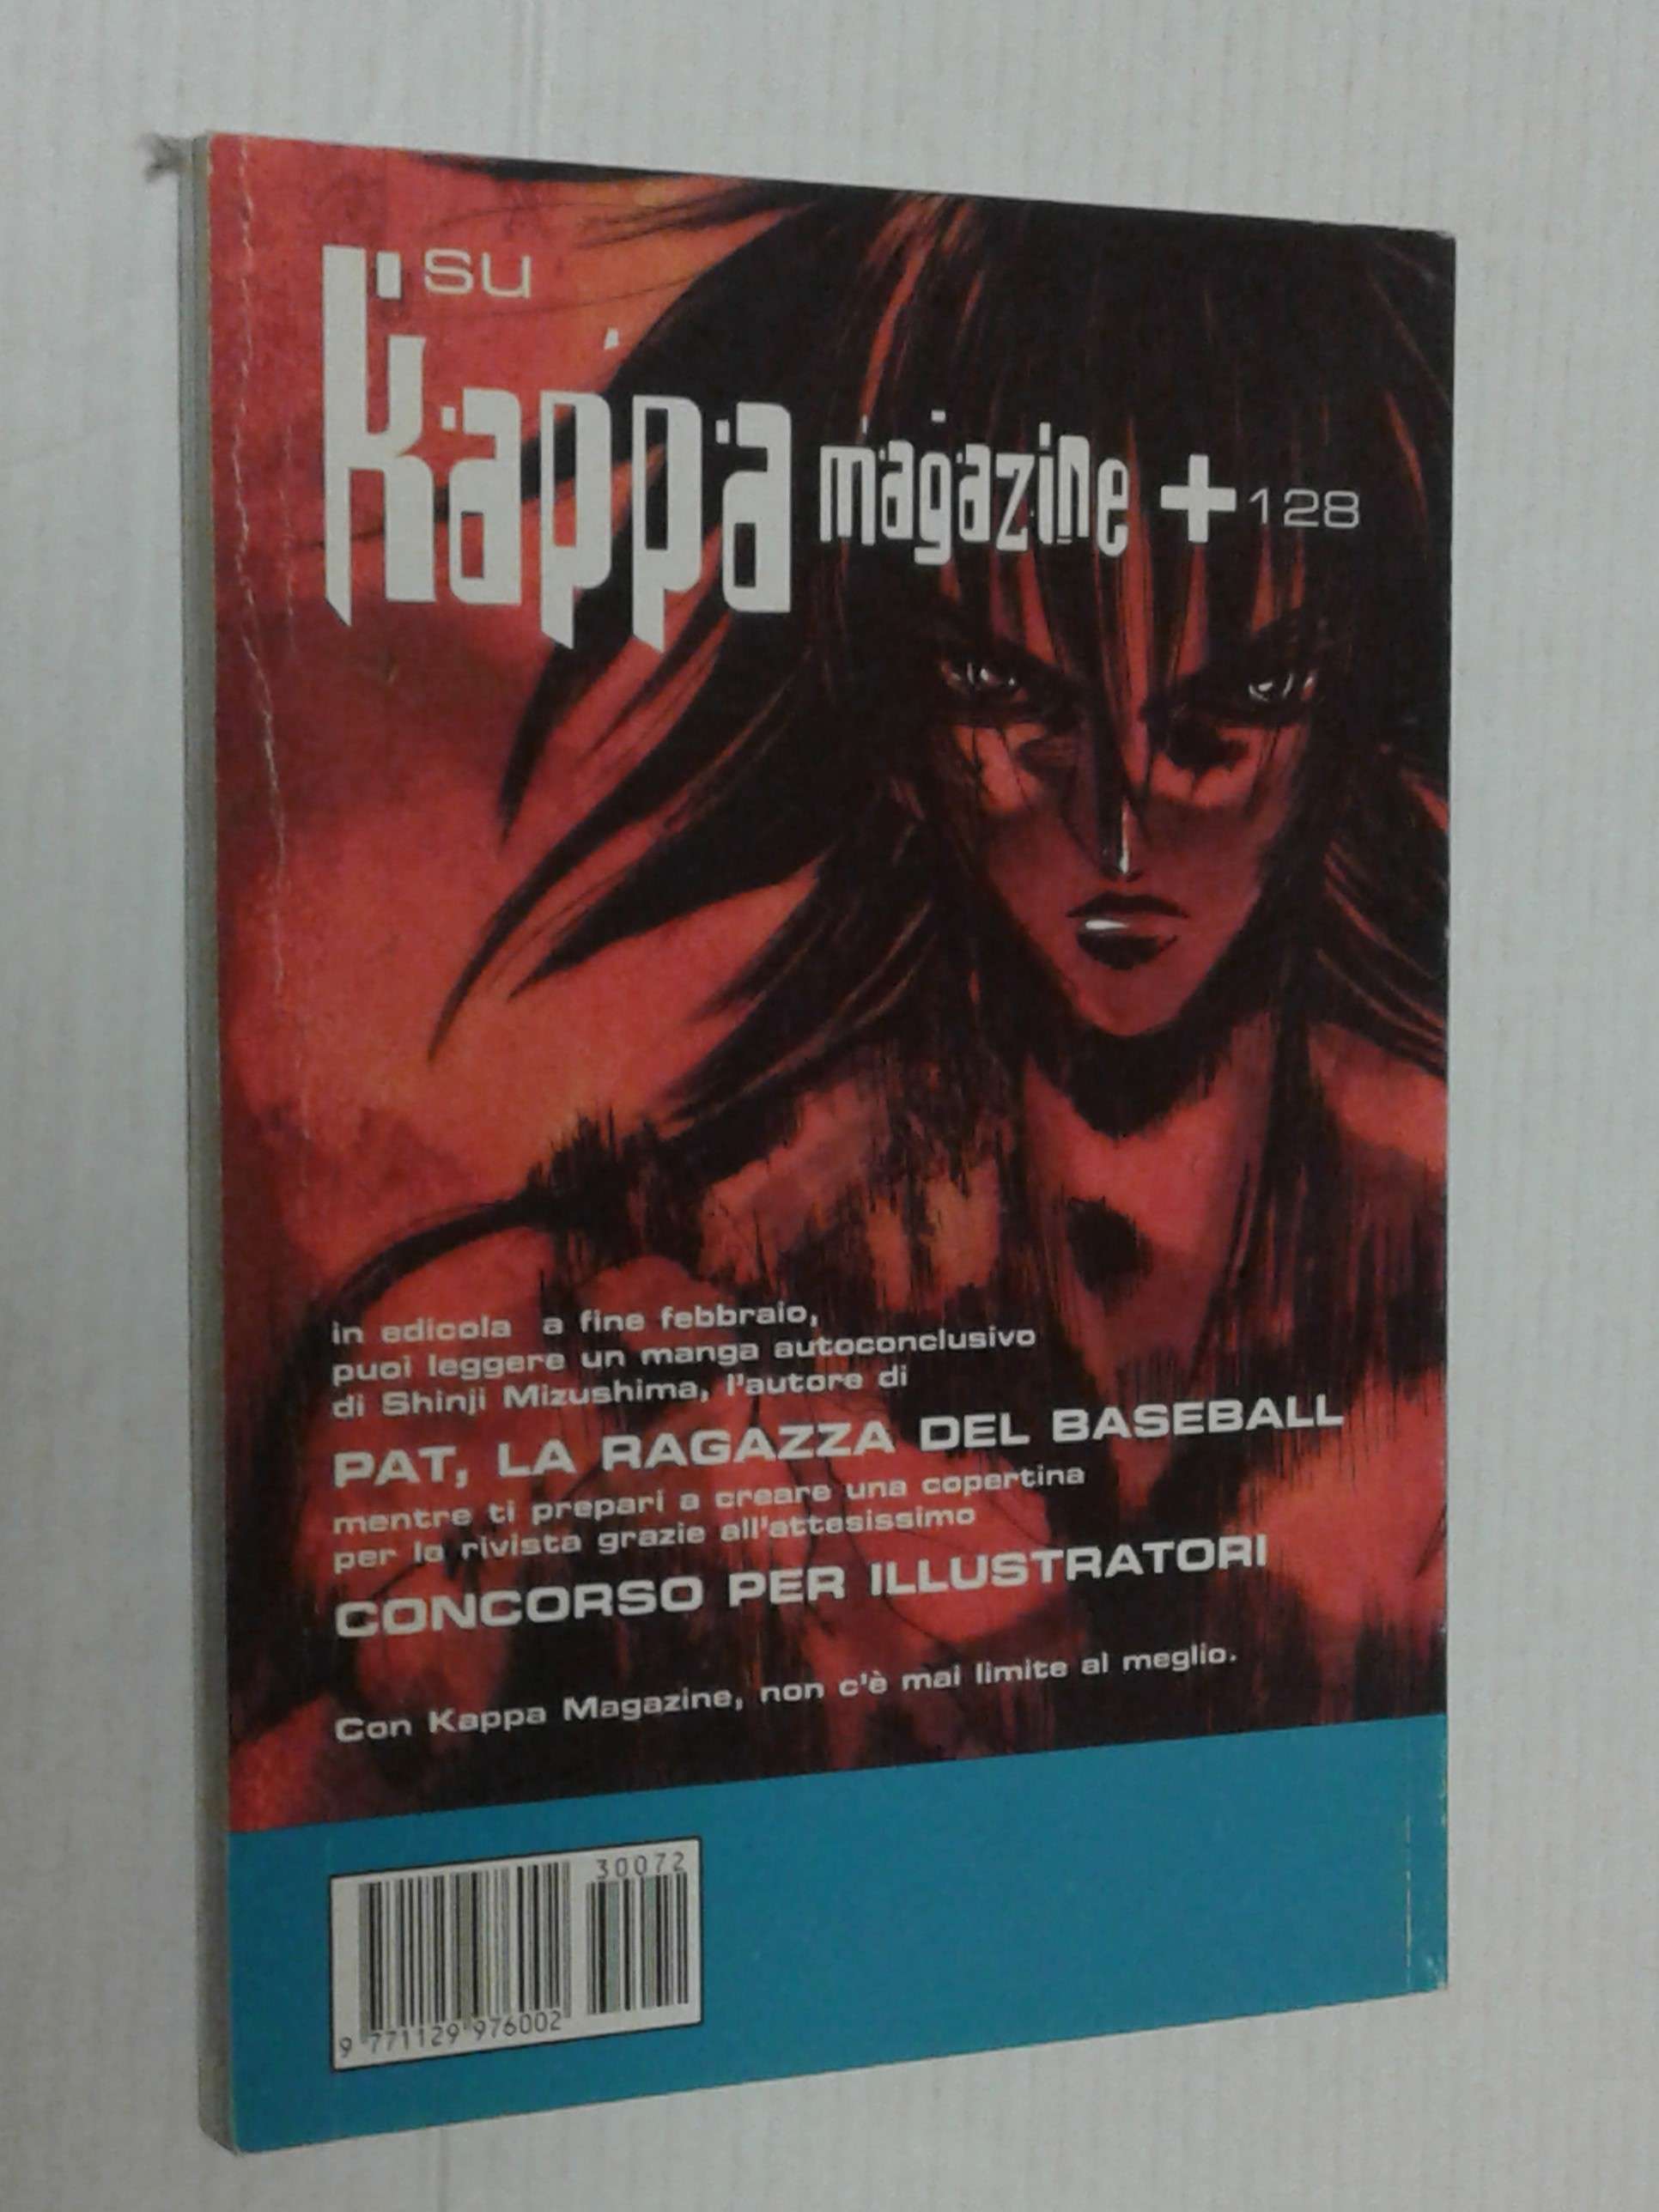 su
Kappa magazine + 128
in edicola a fine febbraio,
puoi leggere un manga autoconclusivo
di Shinji Mizushima, l'autore di
PAT, LA RAGAZZA DEL BASEBALL
mentre ti prepari a creare una copertina
per la rivista grazie all'attesissimo
CONCORSO PER ILLUSTRATORI
Con Kappa Magazine, non c'è mai limite al meglio.
30072
9 771129 976002